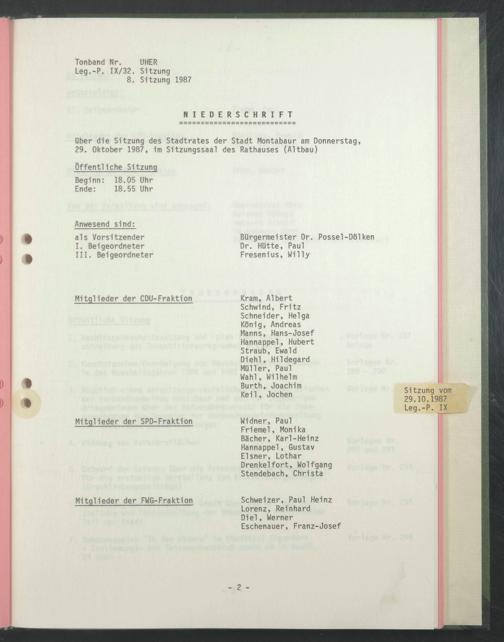 Tonband Nr. UHER
Leg.-P. IX/32. Sitzung
8. Sitzung 1987
NIEDERSCHRIFT
über die Sitzung des Stadtrates der Stadt Montabaur am Donnerstag,
29. Oktober 1987, im Sitzungssaal des Rathauses (Altbau)
Öffentliche Sitzung
Beginn: 18.05 Uhr
Ende: 18.55 Uhr
Anwesend sind:
als Vorsitzender Bürgermeister Dr. Possel-Dölken
I. Beigeordneter Dr. Hütte, Paul
III. Beigeordneter Fresenius, Willy
Mitglieder der CDU-Fraktion Kram, Albert
Schwind, Fritz
Schneider, Helga
König, Andreas
Manns, Hans-Josef
Hannappel, Hubert
Straub, Ewald
Diehl, Hildegard
Müller, Paul
Wahl, Wilhelm
Burth, Joachim
Keil, Jochen
Sitzung vom
29.10.1987
Leg.-P. IX
Mitglieder der SPD-Fraktion Widner, Paul
Friemel, Monika
Bächer, Karl-Heinz
Hannappel, Gustav
Elsner, Lothar
Drenkelfort, Wolfgang
Stendebach, Christa
Mitglieder der FWG-Fraktion Schweizer, Paul Heinz
Lorenz, Reinhard
Diel, Werner
Eschenauer, Franz-Josef
- 2 -